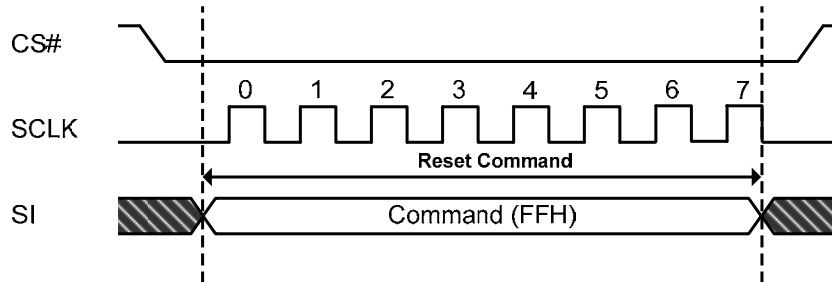 CS#
0 1 2 3 4 5 6 7
SCLK
Reset Command
SI
Command (FFH)